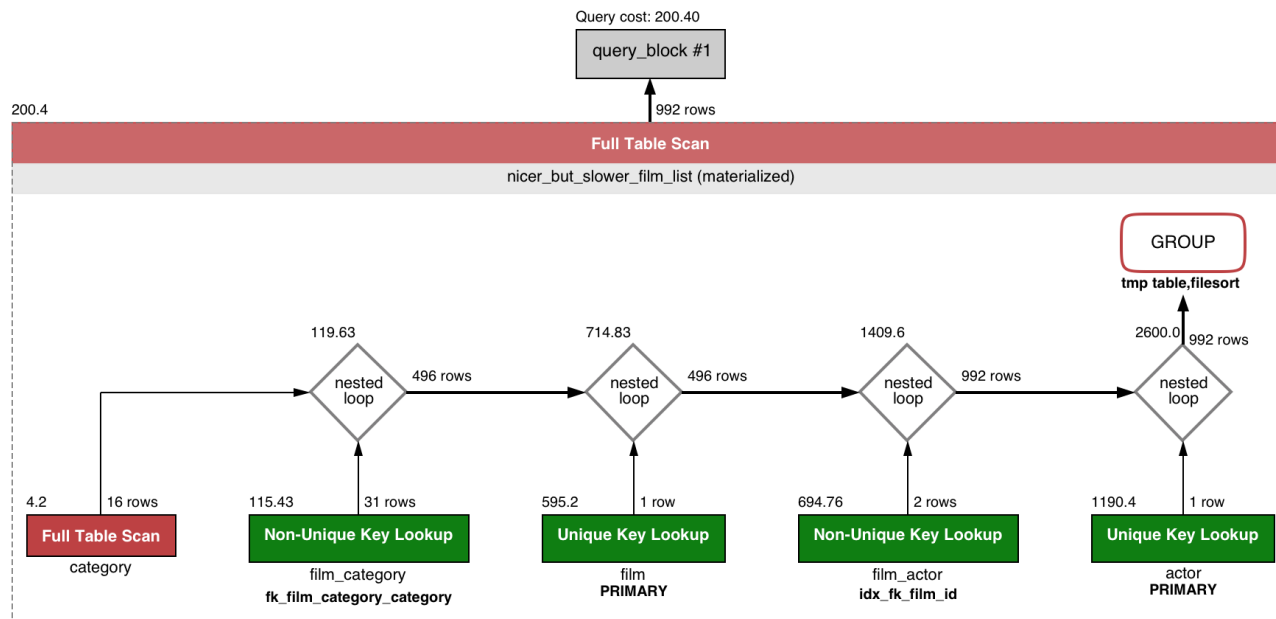 Query cost: 200.40
query_block #1
200.4
992 rows
Full Table Scan
nicer_but_slower_film_list (materialized)
GROUP
tmp table,filesort
119.63
714.83
1409.6
2600.0
992 rows
nested
loop
496 rows
nested
loop
496 rows
nested
loop
992 rows
nested
loop
4.2
16 rows
115.43
31 rows
595.2
1 row
694.76
2 rows
1190.4
1 row
Full Table Scan
Non-Unique Key Lookup
Unique Key Lookup
Non-Unique Key Lookup
Unique Key Lookup
category
film_category
fk_film_category_category
film
PRIMARY
film_actor
idx_fk_film_id
actor
PRIMARY